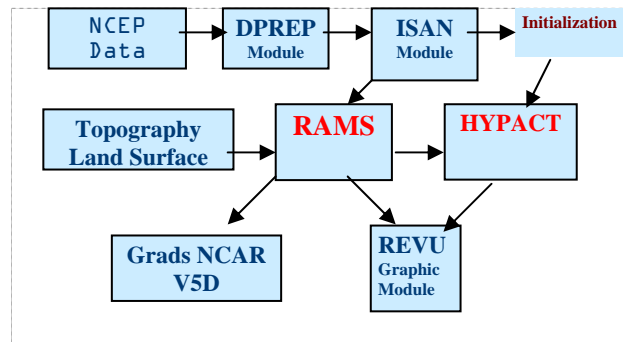 NCEP
Data
DPREP
Module
ISAN
Module
Initialization
Topography
Land Surface
RAMS
HYPACT
Grads NCAR
V5D
REVU
Graphic
Module